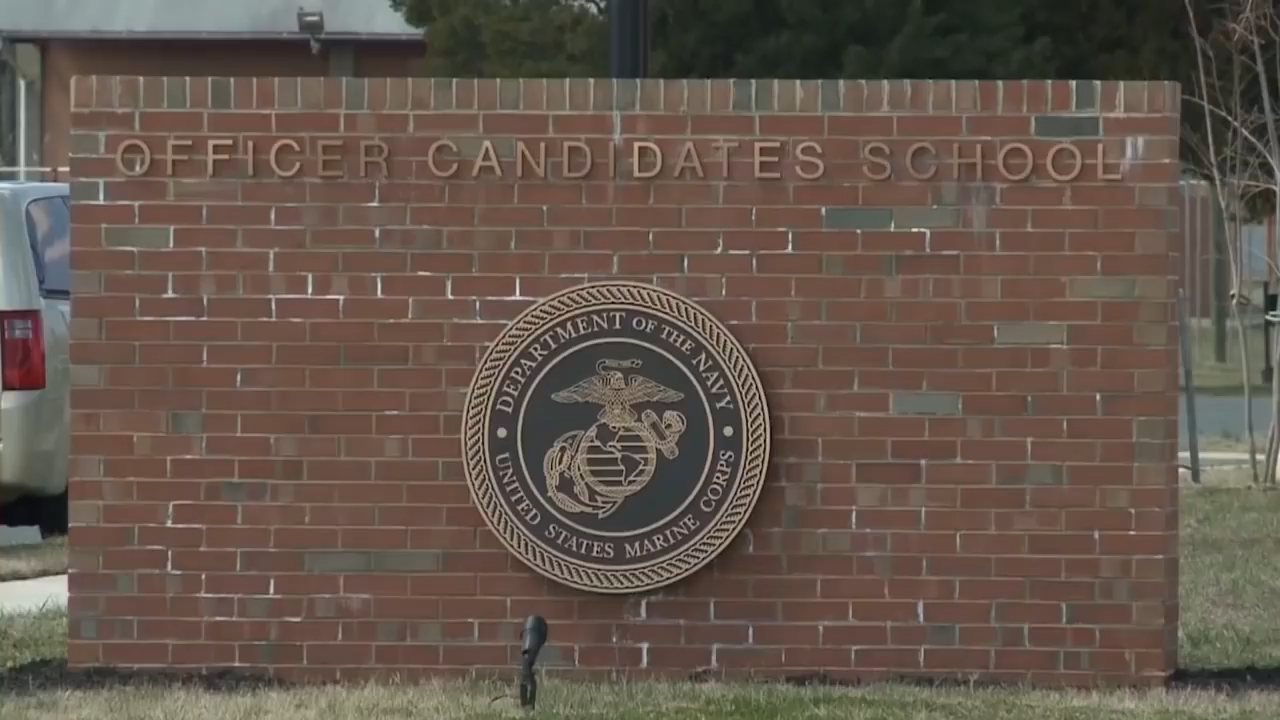 OFFICER CANDIDATES SCHOOL
DEPARTMENT OF THE NAVY
UNITED STATES MARINE CORPS